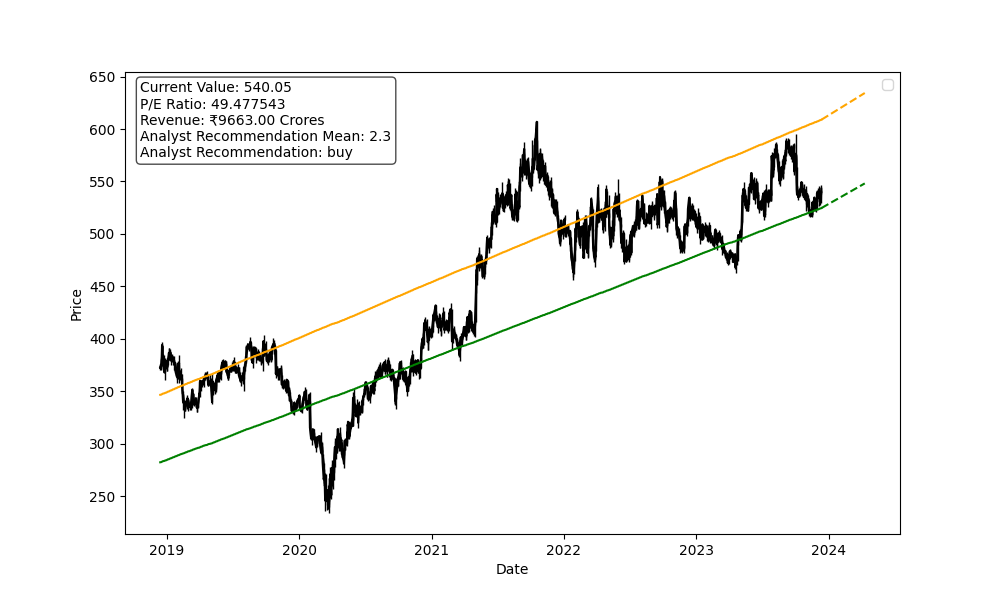 Current Value: 540.05
P/E Ratio: 49.477543
Revenue: ₹9663.00 Crores
Analyst Recommendation Mean: 2.3
Analyst Recommendation: buy
650
600
550
500
450
400
350
300
250
Price
2019 2020 2021 2022 2023 2024
Date